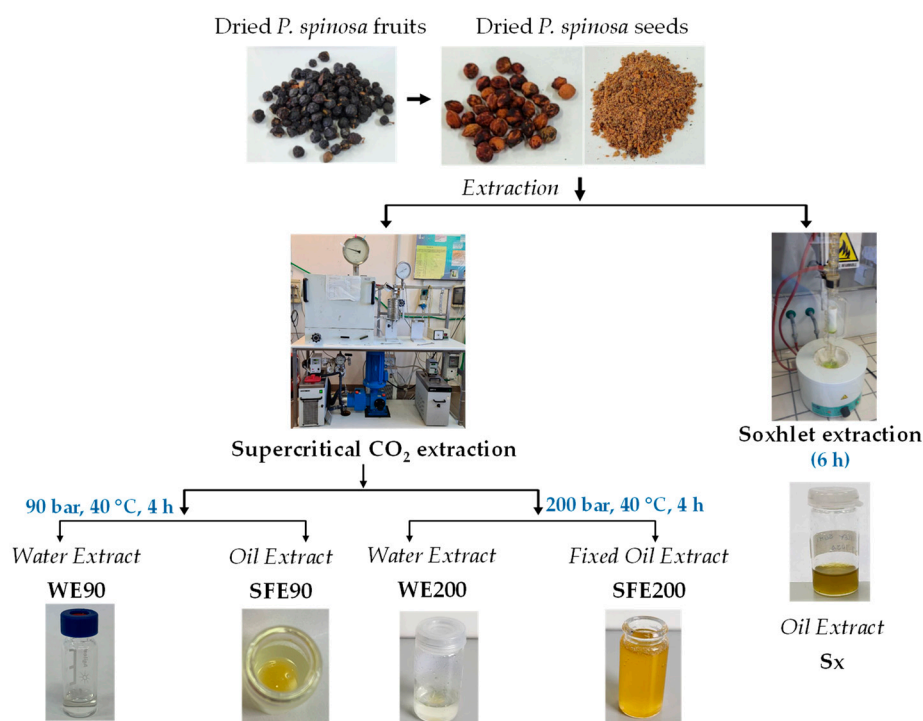 Dried P. spinosa fruits
Dried P. spinosa seeds
Extraction
Supercritical CO₂ extraction
Soxhlet extraction
(6 h)
90 bar, 40 °C, 4 h
200 bar, 40 °C, 4 h
Water Extract
WE90
Oil Extract
SFE90
Water Extract
WE200
Fixed Oil Extract
SFE200
Oil Extract
Sx